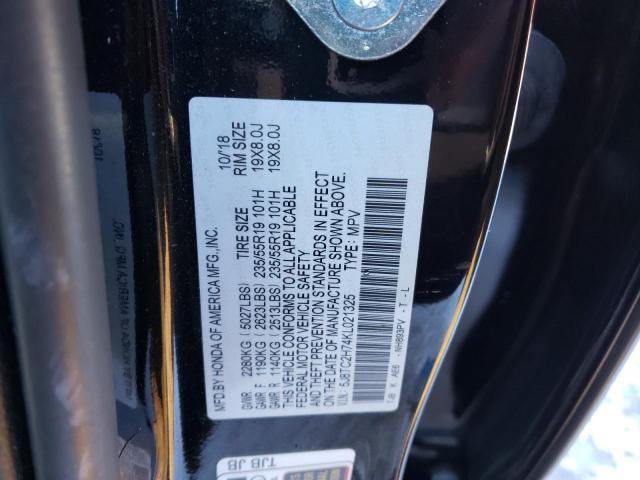 MFD.BY HONDA OF AMERICA MFG.,INC. 10/18
GVWR 2280KG (5027LBS) TIRE SIZE RIM SIZE
GAWR F 1190KG (2623LBS) 235/55R19 101H 19X8.0J
GAWR R 1140KG (2513LBS) 235/55R19 101H 19X8.0J
THIS VEHICLE CONFORMS TO ALL APPLICABLE
FEDERAL MOTOR VEHICLE SAFETY
AND THEFT PREVENTION STANDARDS IN EFFECT
ON THE DATE OF MANUFACTURE SHOWN ABOVE.
V.I.N.: 5J8TC2H74KL021325 TYPE: MPV
TJB K AE6 - NH893PV - T - L
TJB JB